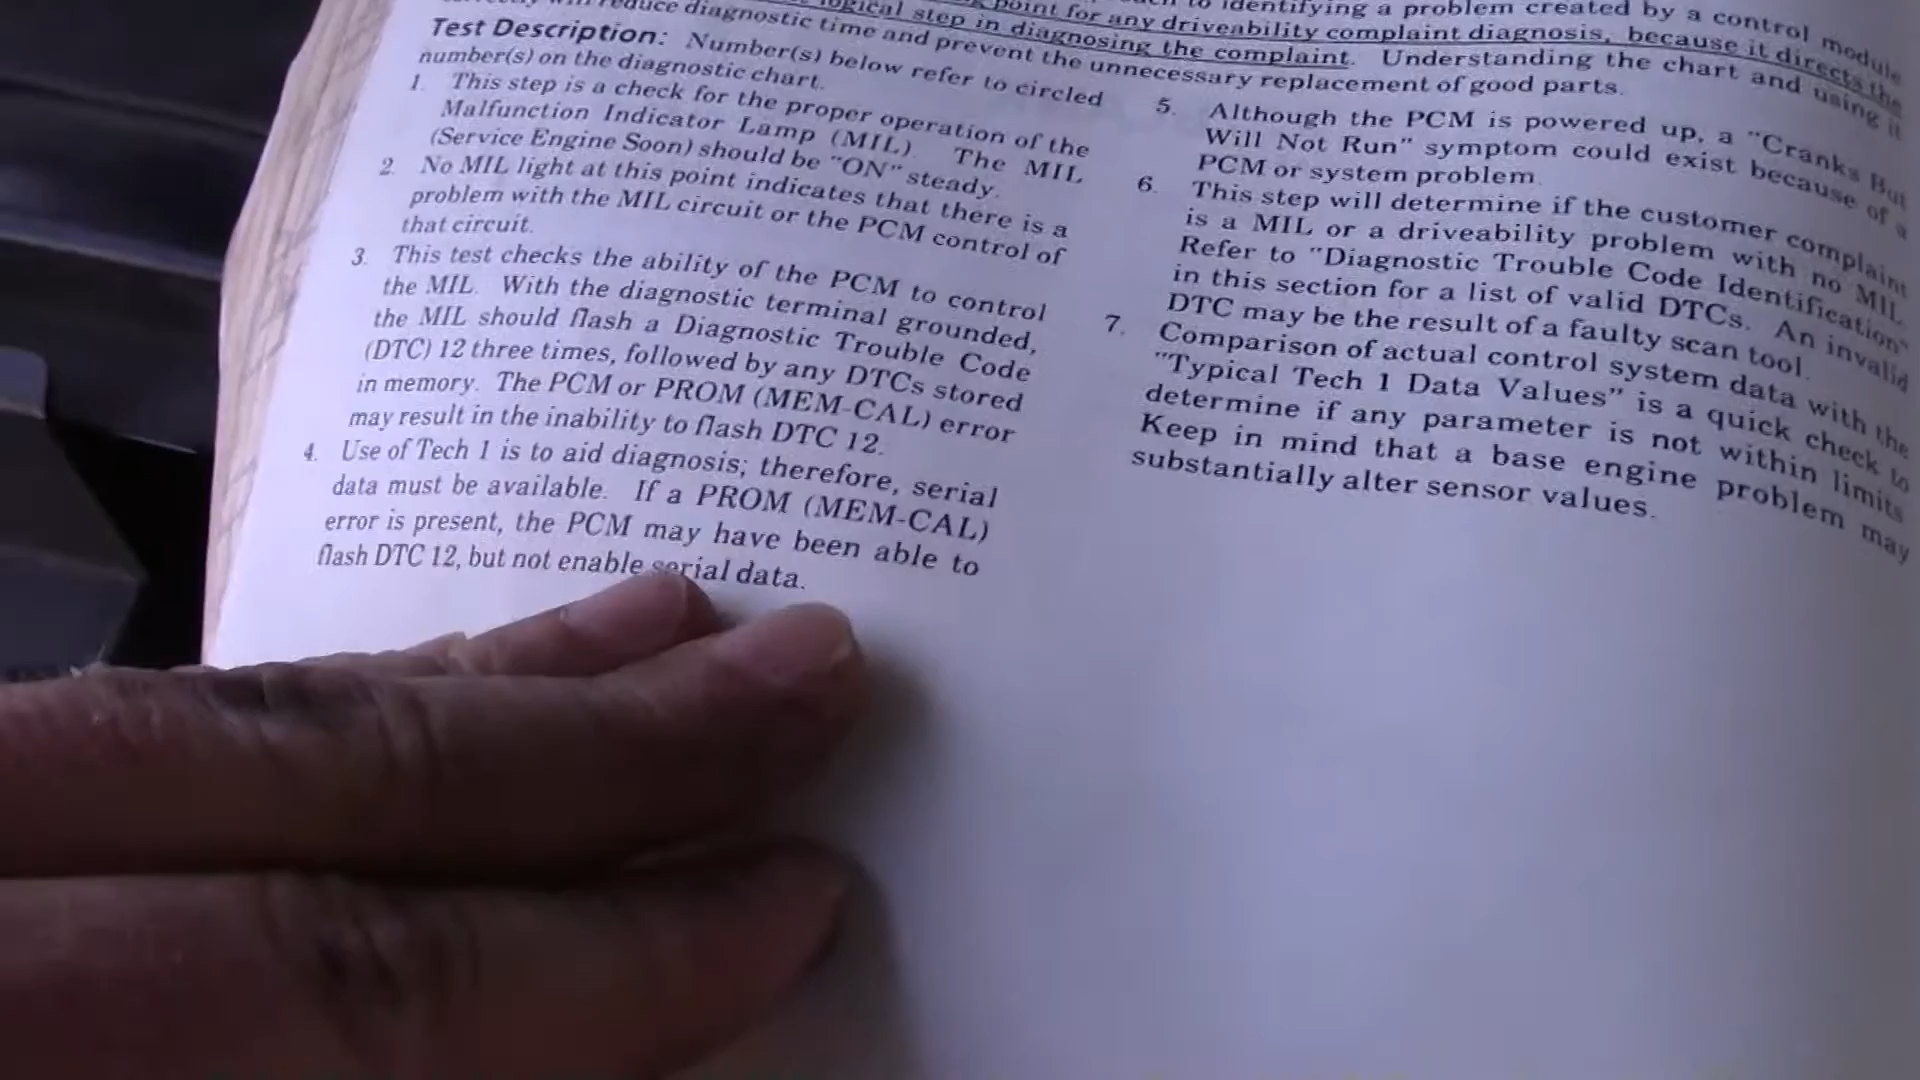 to identifying a problem created by a control module
point for any driveability complaint diagnosis, because it directs the
logical step in diagnosing the complaint. Understanding the chart and using it
reduce diagnostic time and prevent the unnecessary replacement of good parts.
Test Description: Number(s) below refer to circled
number(s) on the diagnostic chart.
1. This step is a check for the proper operation of the
Malfunction Indicator Lamp (MIL). The MIL
(Service Engine Soon) should be "ON" steady.
2. No MIL light at this point indicates that there is a
problem with the MIL circuit or the PCM control of
that circuit.
3. This test checks the ability of the PCM to control
the MIL. With the diagnostic terminal grounded,
the MIL should flash a Diagnostic Trouble Code
(DTC) 12 three times, followed by any DTCs stored
in memory. The PCM or PROM (MEM-CAL) error
may result in the inability to flash DTC 12.
4. Use of Tech 1 is to aid diagnosis; therefore, serial
data must be available. If a PROM (MEM-CAL)
error is present, the PCM may have been able to
flash DTC 12, but not enable serial data.
5. Although the PCM is powered up, a "Cranks But
Will Not Run" symptom could exist because of a
PCM or system problem.
6. This step will determine if the customer complaint
is a MIL or a driveability problem with no MIL.
Refer to "Diagnostic Trouble Code Identification"
in this section for a list of valid DTCs. An invalid
DTC may be the result of a faulty scan tool.
7. Comparison of actual control system data with the
"Typical Tech 1 Data Values" is a quick check to
determine if any parameter is not within limits
Keep in mind that a base engine problem may
substantially alter sensor values.